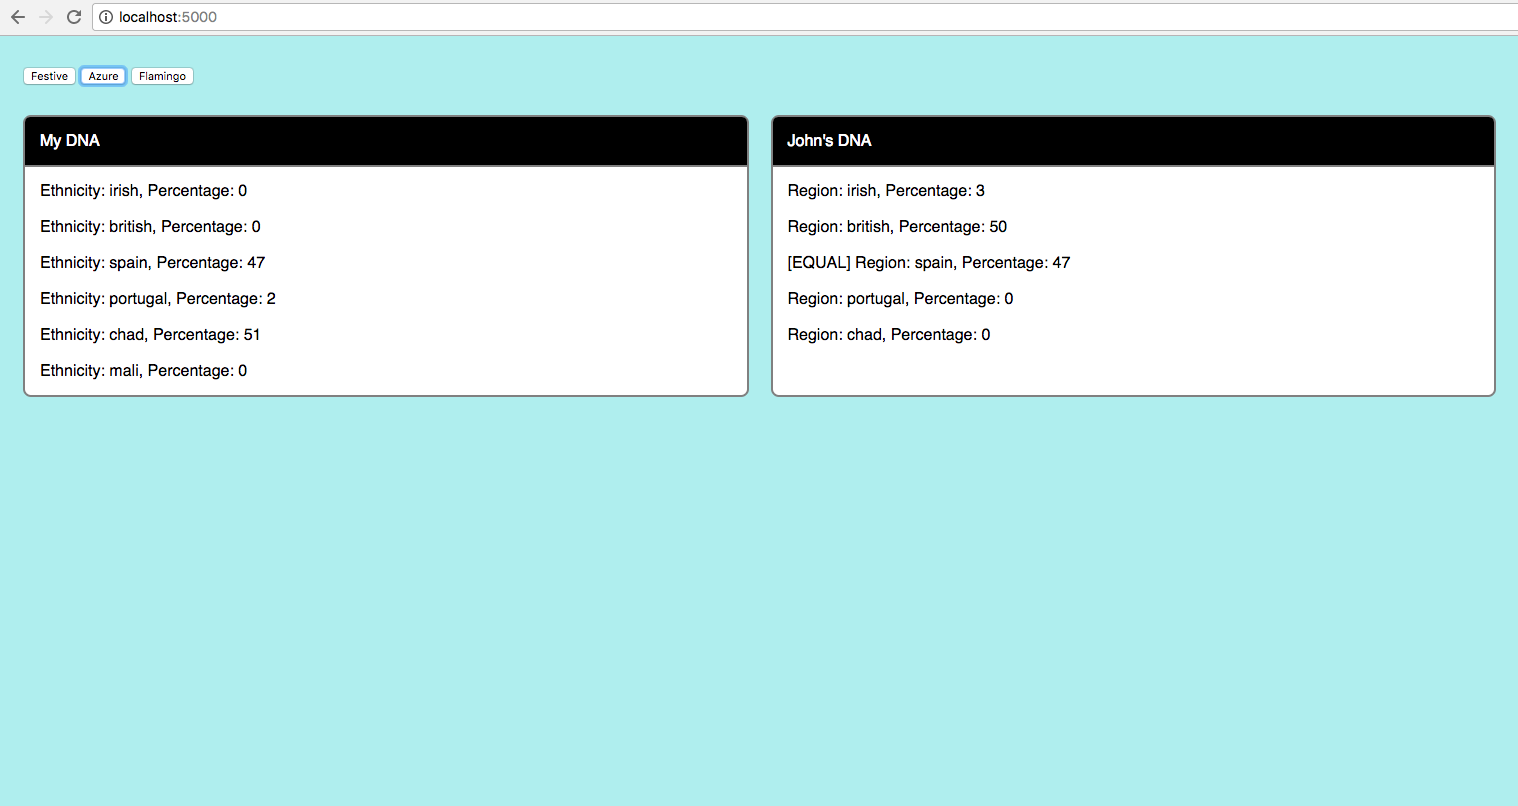 localhost:5000
Festive Azure Flamingo
My DNA
Ethnicity: irish, Percentage: 0
Ethnicity: british, Percentage: 0
Ethnicity: spain, Percentage: 47
Ethnicity: portugal, Percentage: 2
Ethnicity: chad, Percentage: 51
Ethnicity: mali, Percentage: 0
John's DNA
Region: irish, Percentage: 3
Region: british, Percentage: 50
[EQUAL] Region: spain, Percentage: 47
Region: portugal, Percentage: 0
Region: chad, Percentage: 0